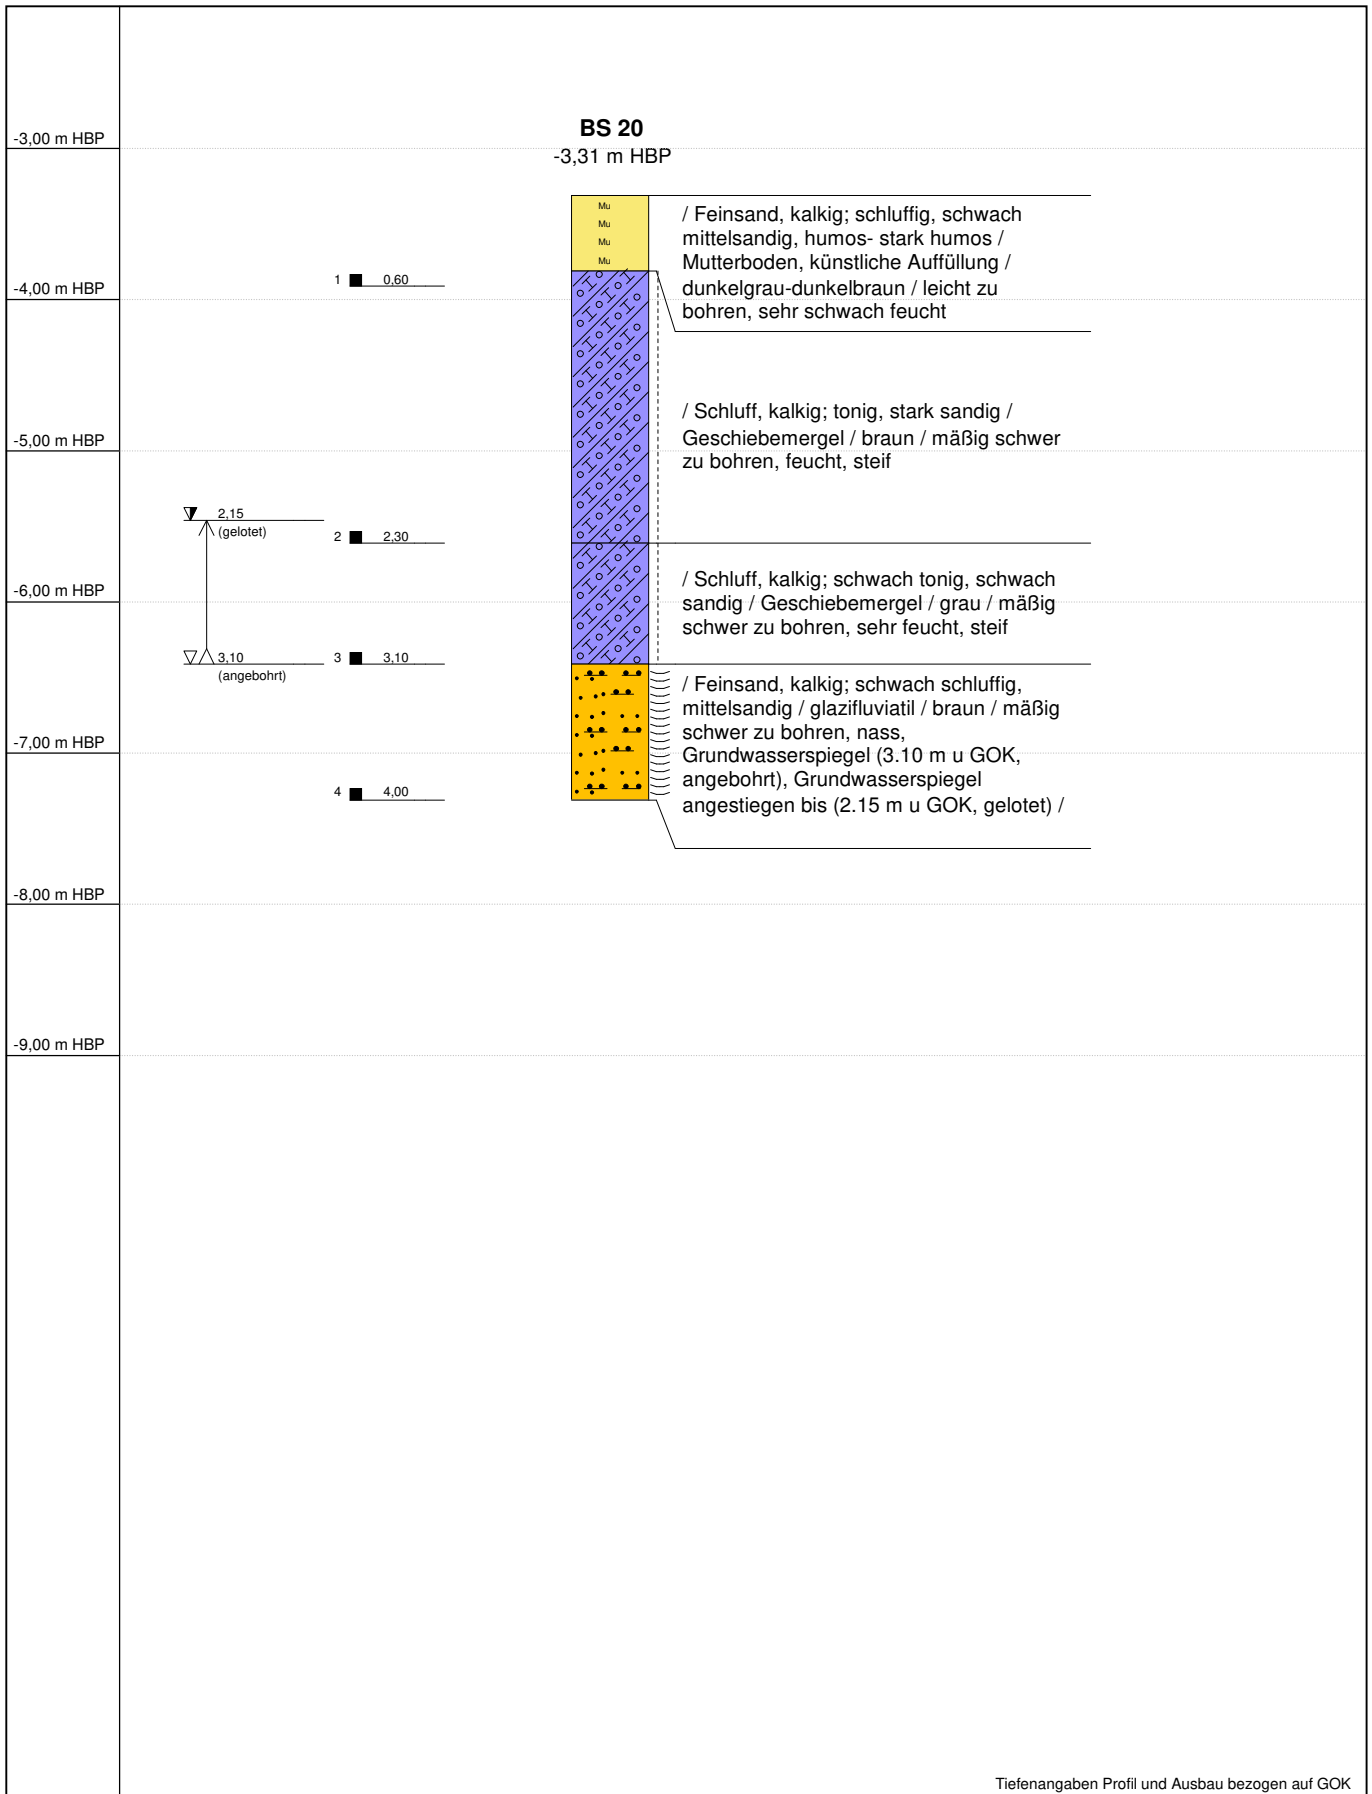 BS 20
-3,31 m HBP
-3,00 m HBP
-4,00 m HBP
-5,00 m HBP
-6,00 m HBP
-7,00 m HBP
-8,00 m HBP
-9,00 m HBP
2,15
(gelotet)
3,10
(angebohrt)
1 0,60
2 2,30
3 3,10
4 4,00
Mu
Mu
Mu
Mu
/ Feinsand, kalkig; schluffig, schwach
mittelsandig, humos- stark humos /
Mutterboden, künstliche Auffüllung /
dunkelgrau-dunkelbraun / leicht zu
bohren, sehr schwach feucht
/ Schluff, kalkig; tonig, stark sandig /
Geschiebemergel / braun / mäßig schwer
zu bohren, feucht, steif
/ Schluff, kalkig; schwach tonig, schwach
sandig / Geschiebemergel / grau / mäßig
schwer zu bohren, sehr feucht, steif
/ Feinsand, kalkig; schwach schluffig,
mittelsandig / glazifluviatil / braun / mäßig
schwer zu bohren, nass,
Grundwasserspiegel (3.10 m u GOK,
angebohrt), Grundwasserspiegel
angestiegen bis (2.15 m u GOK, gelotet) /
Tiefenangaben Profil und Ausbau bezogen auf GOK